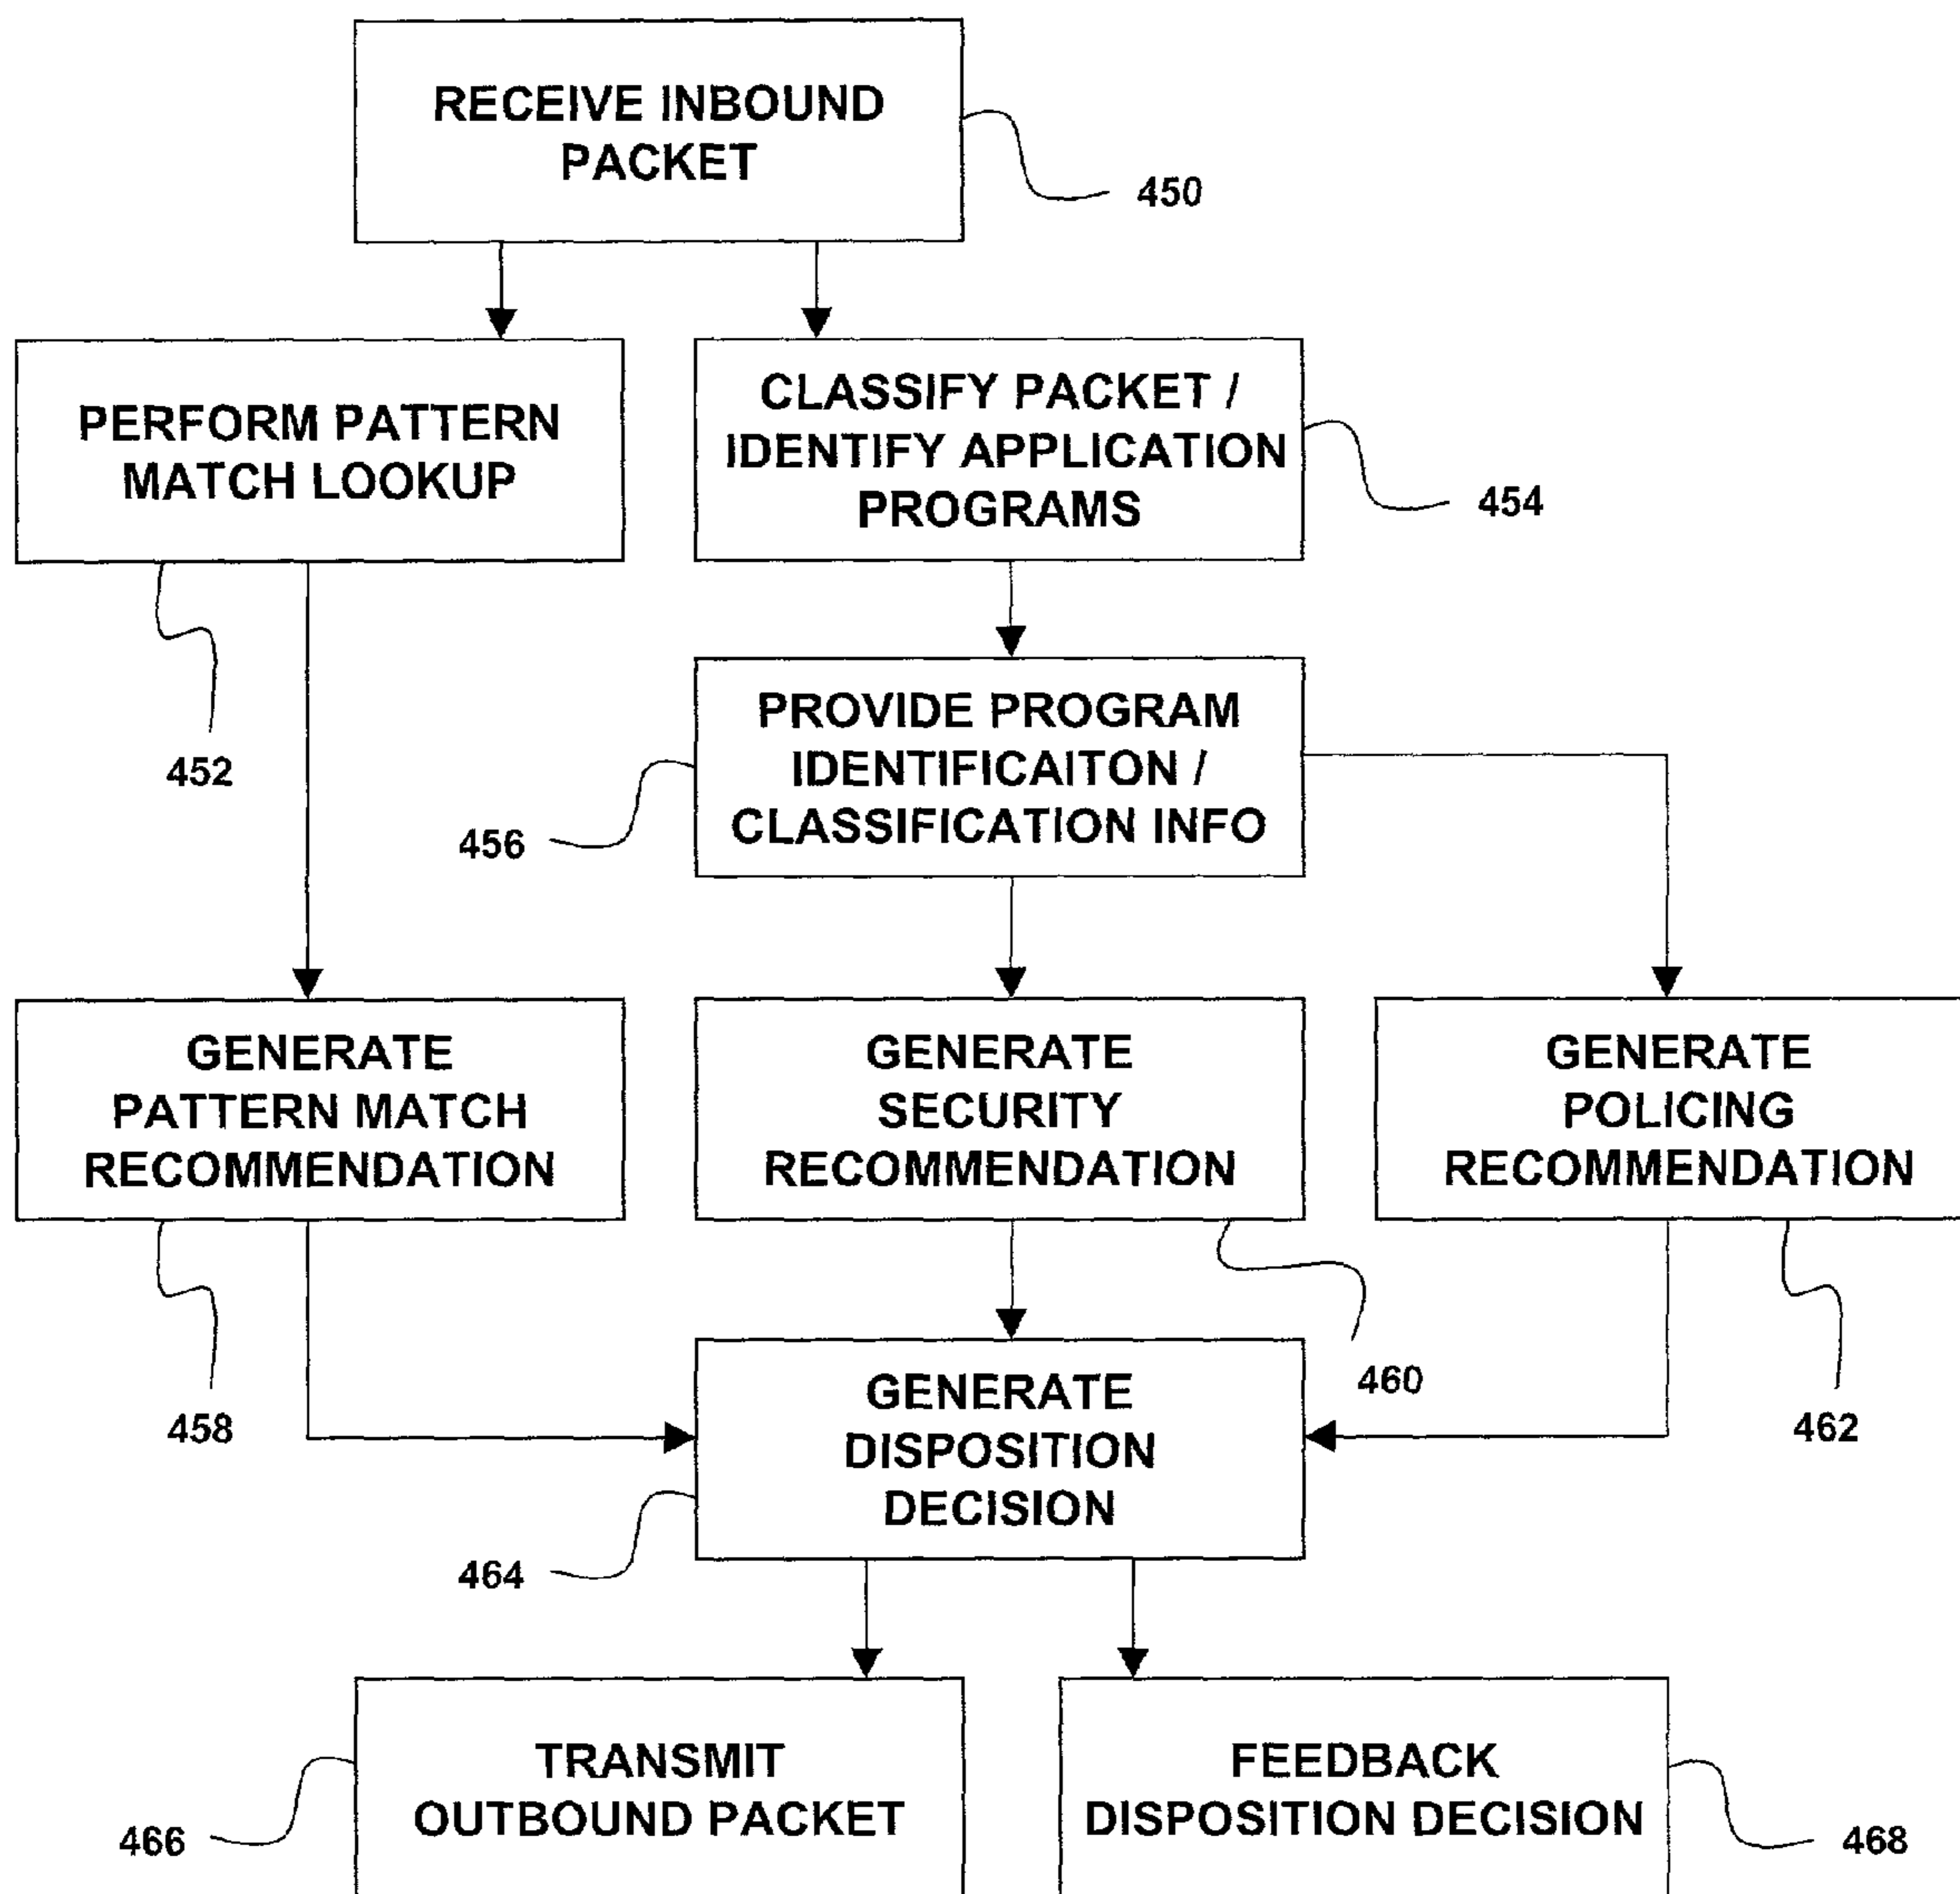 RECEIVE INBOUND
PACKET
450
PERFORM PATTERN
MATCH LOOKUP
452
CLASSIFY PACKET /
IDENTIFY APPLICATION
PROGRAMS
454
PROVIDE PROGRAM
IDENTIFICAITON /
CLASSIFICATION INFO
456
GENERATE
PATTERN MATCH
RECOMMENDATION
458
GENERATE
SECURITY
RECOMMENDATION
460
GENERATE
POLICING
RECOMMENDATION
462
GENERATE
DISPOSITION
DECISION
464
TRANSMIT
OUTBOUND PACKET
466
FEEDBACK
DISPOSITION DECISION
468